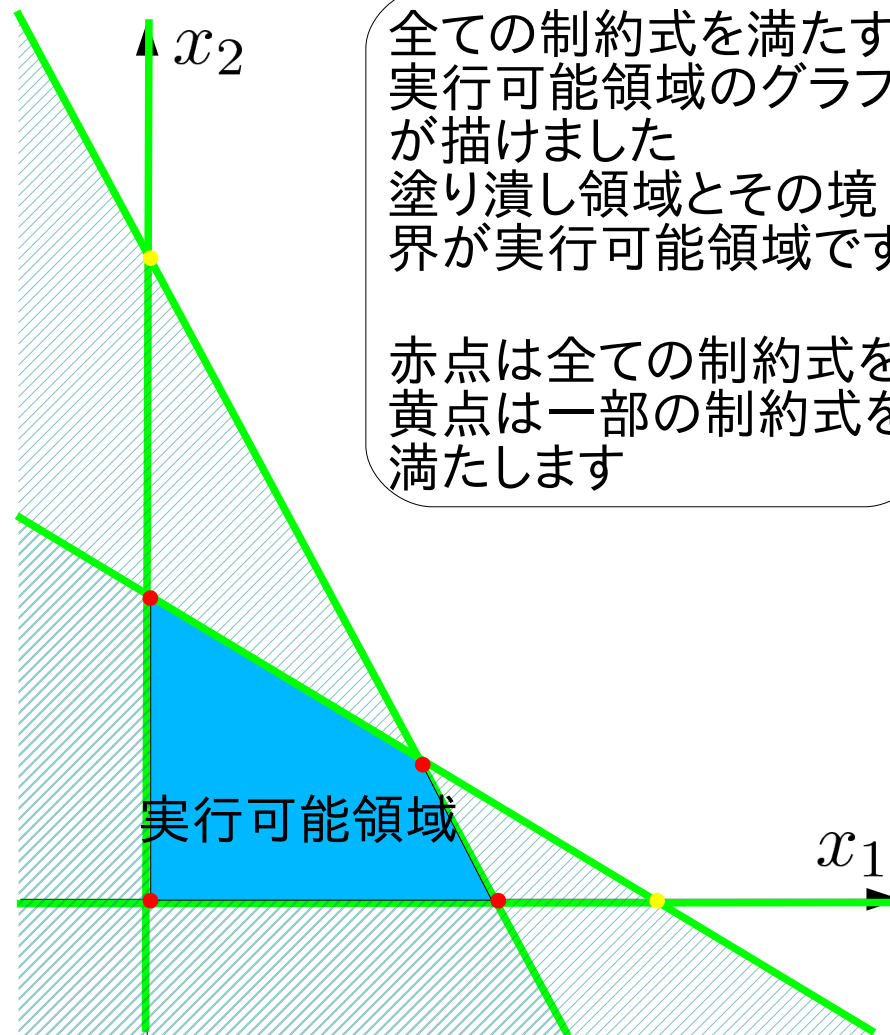 x₂
全ての制約式を満たす
実行可能領域のグラフ
が描けました
塗り潰し領域とその境
界が実行可能領域です
赤点は全ての制約式を
黄点は一部の制約式を
満たします
実行可能領域
x₁